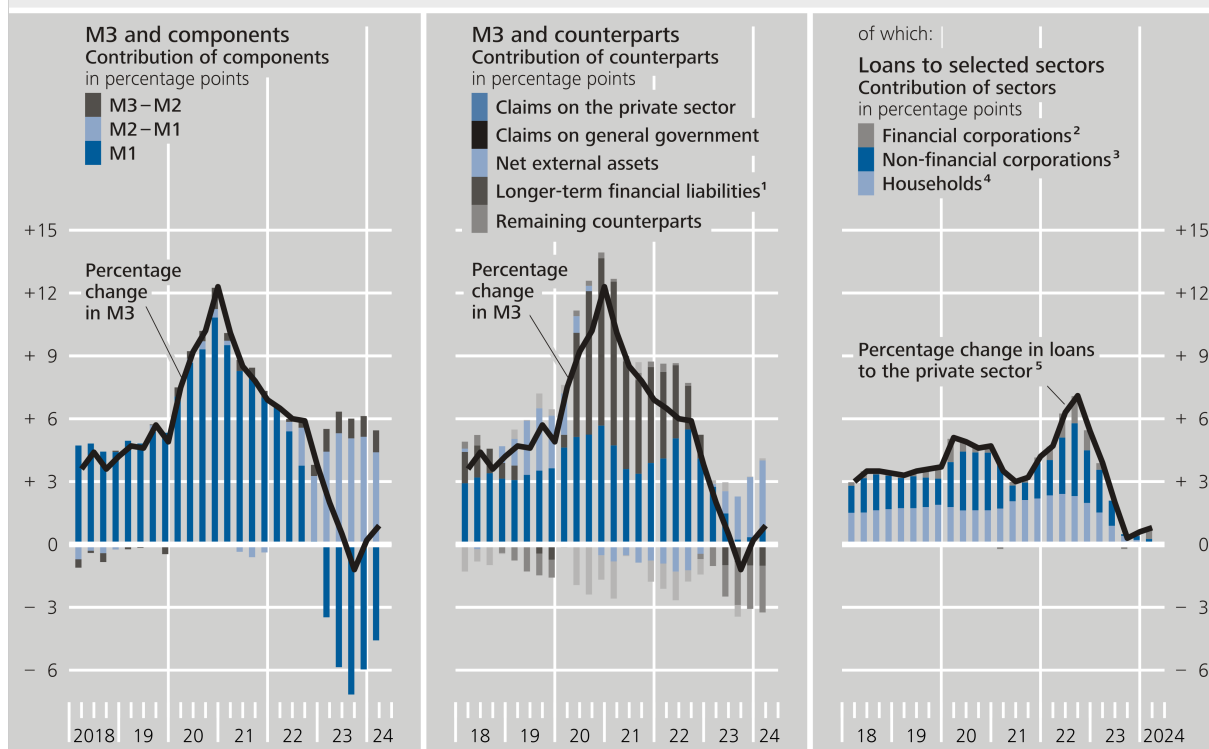 M3 and components
Contribution of components
in percentage points
M3 – M2
M2 – M1
M1
+15
+12
+ 9
+ 6
+ 3
0
− 3
− 6
Percentage
change
in M3
2018 19 20 21 22 23 24
M3 and counterparts
Contribution of counterparts
in percentage points
Claims on the private sector
Claims on general government
Net external assets
Longer-term financial liabilities¹
Remaining counterparts
Percentage
change
in M3
18 19 20 21 22 23 24
of which:
Loans to selected sectors
Contribution of sectors
in percentage points
Financial corporations²
Non-financial corporations³
Households⁴
Percentage change in loans
to the private sector⁵
+15
+12
+ 9
+ 6
+ 3
0
− 3
− 6
18 19 20 21 22 23 2024